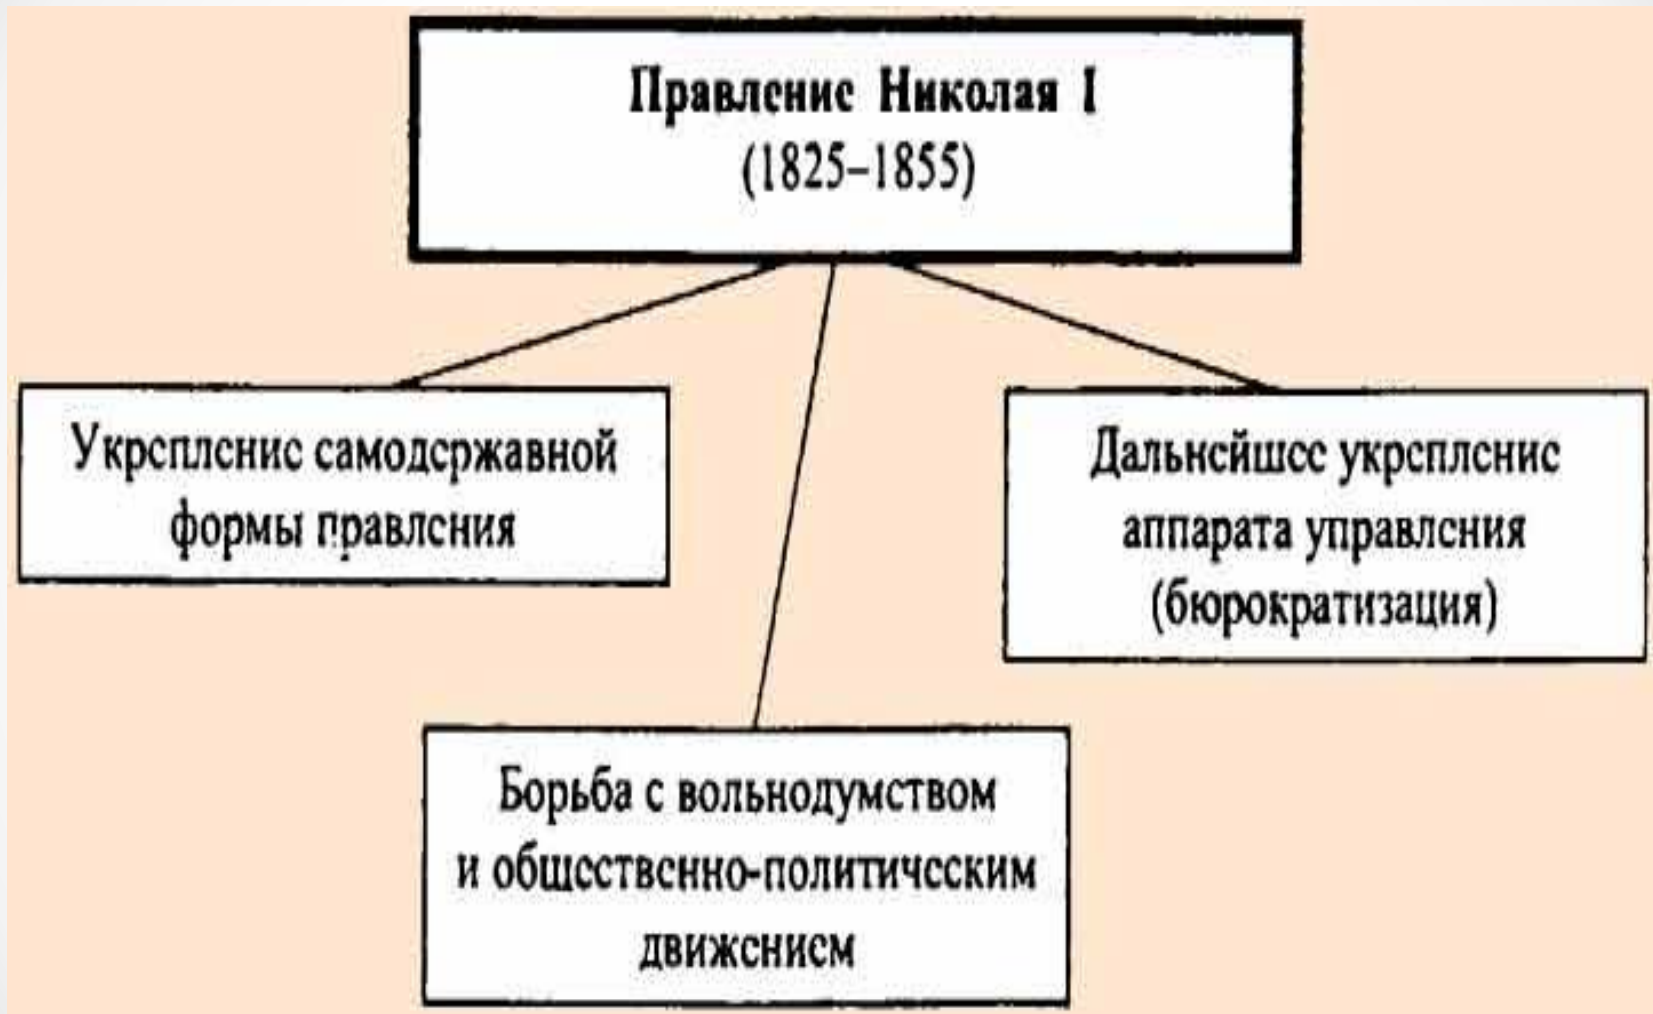 Правление Николая I
(1825–1855)
Укрепление самодержавной
формы правления
Дальнейшее укрепление
аппарата управления
(бюрократизация)
Борьба с вольнодумством
и общественно-политическим
движением